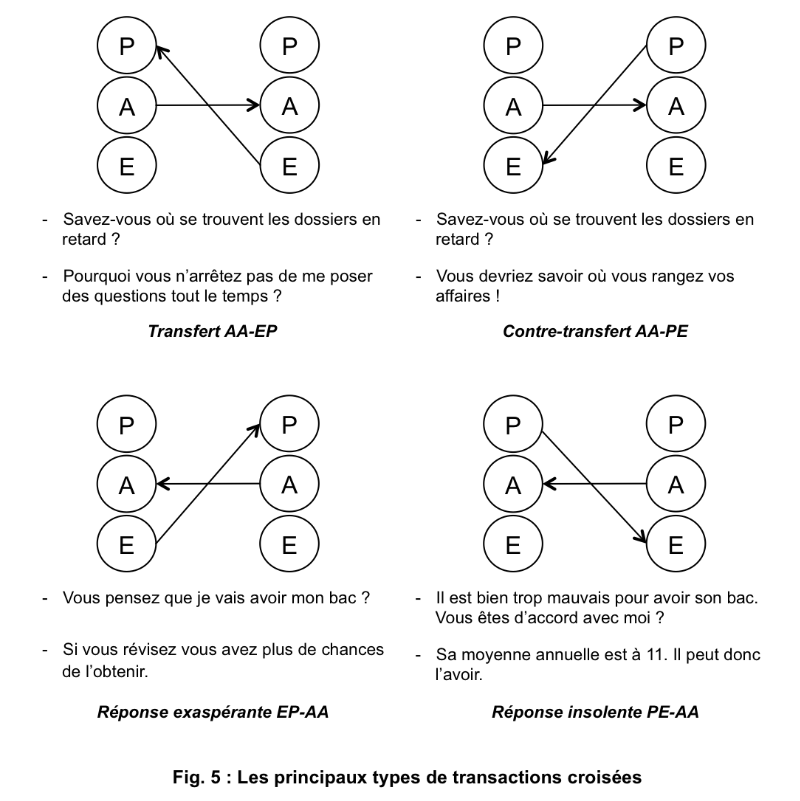 P P
A A
E E
- Savez-vous où se trouvent les dossiers en
retard ?
- Pourquoi vous n'arrêtez pas de me poser
des questions tout le temps ?
Transfert AA-EP
P P
A A
E E
- Savez-vous où se trouvent les dossiers en
retard ?
- Vous devriez savoir où vous rangez vos
affaires !
Contre-transfert AA-PE
P P
A A
E E
- Vous pensez que je vais avoir mon bac ?
- Si vous révisez vous avez plus de chances
de l'obtenir.
Réponse exaspérante EP-AA
P P
A A
E E
- Il est bien trop mauvais pour avoir son bac.
Vous êtes d'accord avec moi ?
- Sa moyenne annuelle est à 11. Il peut donc
l'avoir.
Réponse insolente PE-AA
Fig. 5 : Les principaux types de transactions croisées